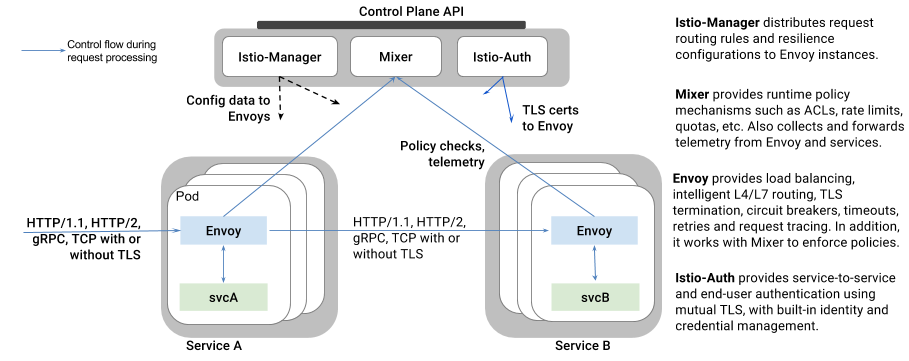 Control Plane API
Control flow during
request processing
Istio-Manager
Mixer
Istio-Auth
Config data to
Envoys
TLS certs
to Envoy
Policy checks,
telemetry
Pod
HTTP/1.1, HTTP/2,
gRPC, TCP with or
without TLS
Envoy
svcA
Service A
HTTP/1.1, HTTP/2,
gRPC, TCP with or
without TLS
Envoy
svcB
Service B
Istio-Manager distributes request
routing rules and resilience
configurations to Envoy instances.
Mixer provides runtime policy
mechanisms such as ACLs, rate limits,
quotas, etc. Also collects and forwards
telemetry from Envoy and services.
Envoy provides load balancing,
intelligent L4/L7 routing, TLS
termination, circuit breakers, timeouts,
retries and request tracing. In addition,
it works with Mixer to enforce policies.
Istio-Auth provides service-to-service
and end-user authentication using
mutual TLS, with built-in identity and
credential management.